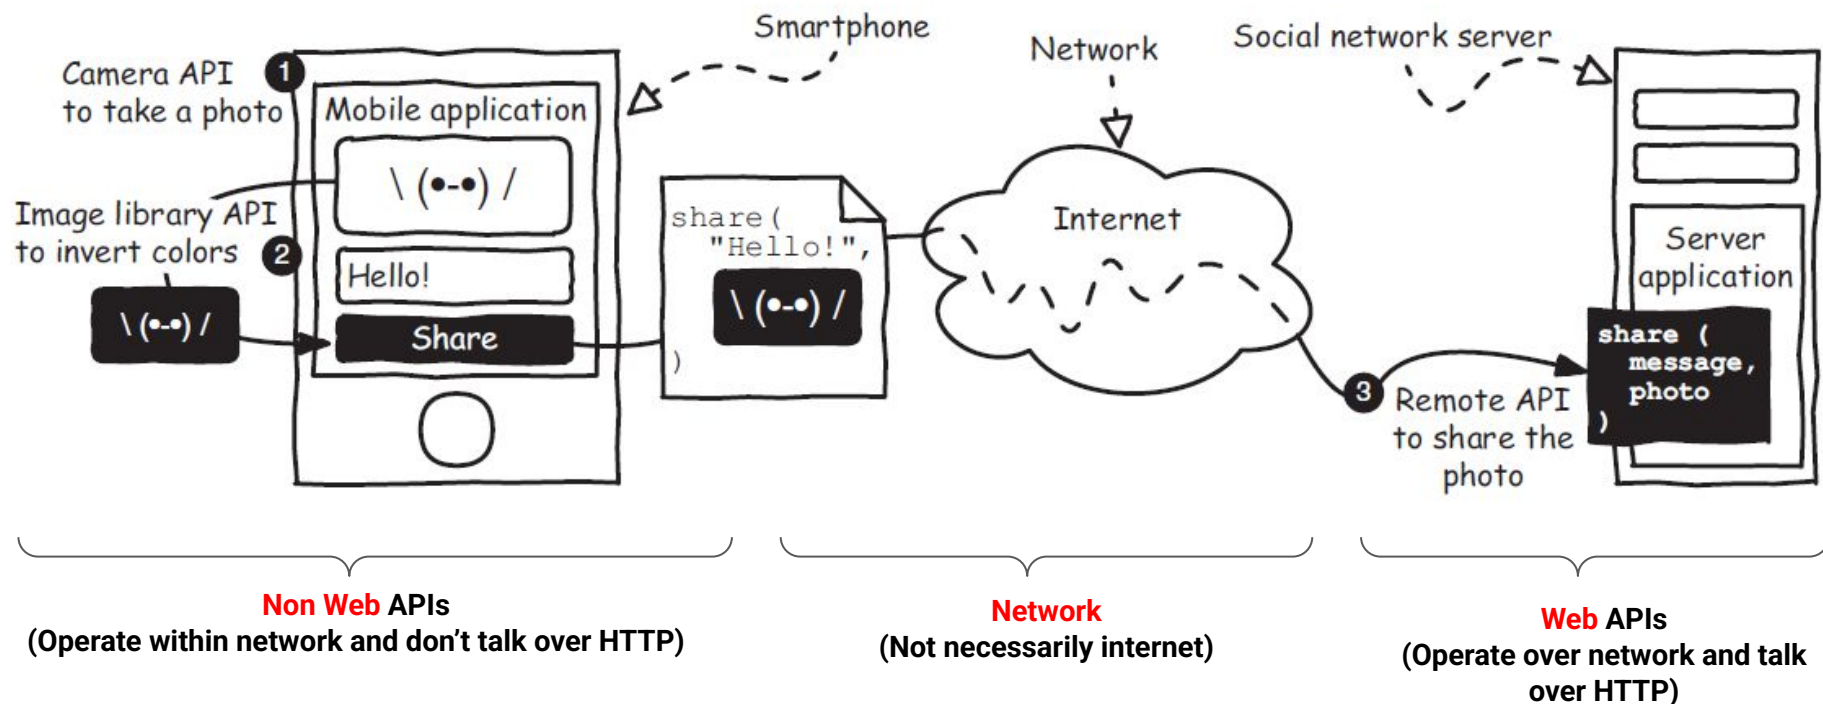 Smartphone
Network
Social network server
Camera API
to take a photo
1
Mobile application
\ (•-•) /
Image library API
to invert colors
2
\ (•-•) /
Hello!
Share
share(
"Hello!",
\ (•-•) /
)
Internet
Server
application
share (
message,
photo
)
3
Remote API
to share the
photo
Non Web APIs
(Operate within network and don’t talk over HTTP)
Network
(Not necessarily internet)
Web APIs
(Operate over network and talk
over HTTP)